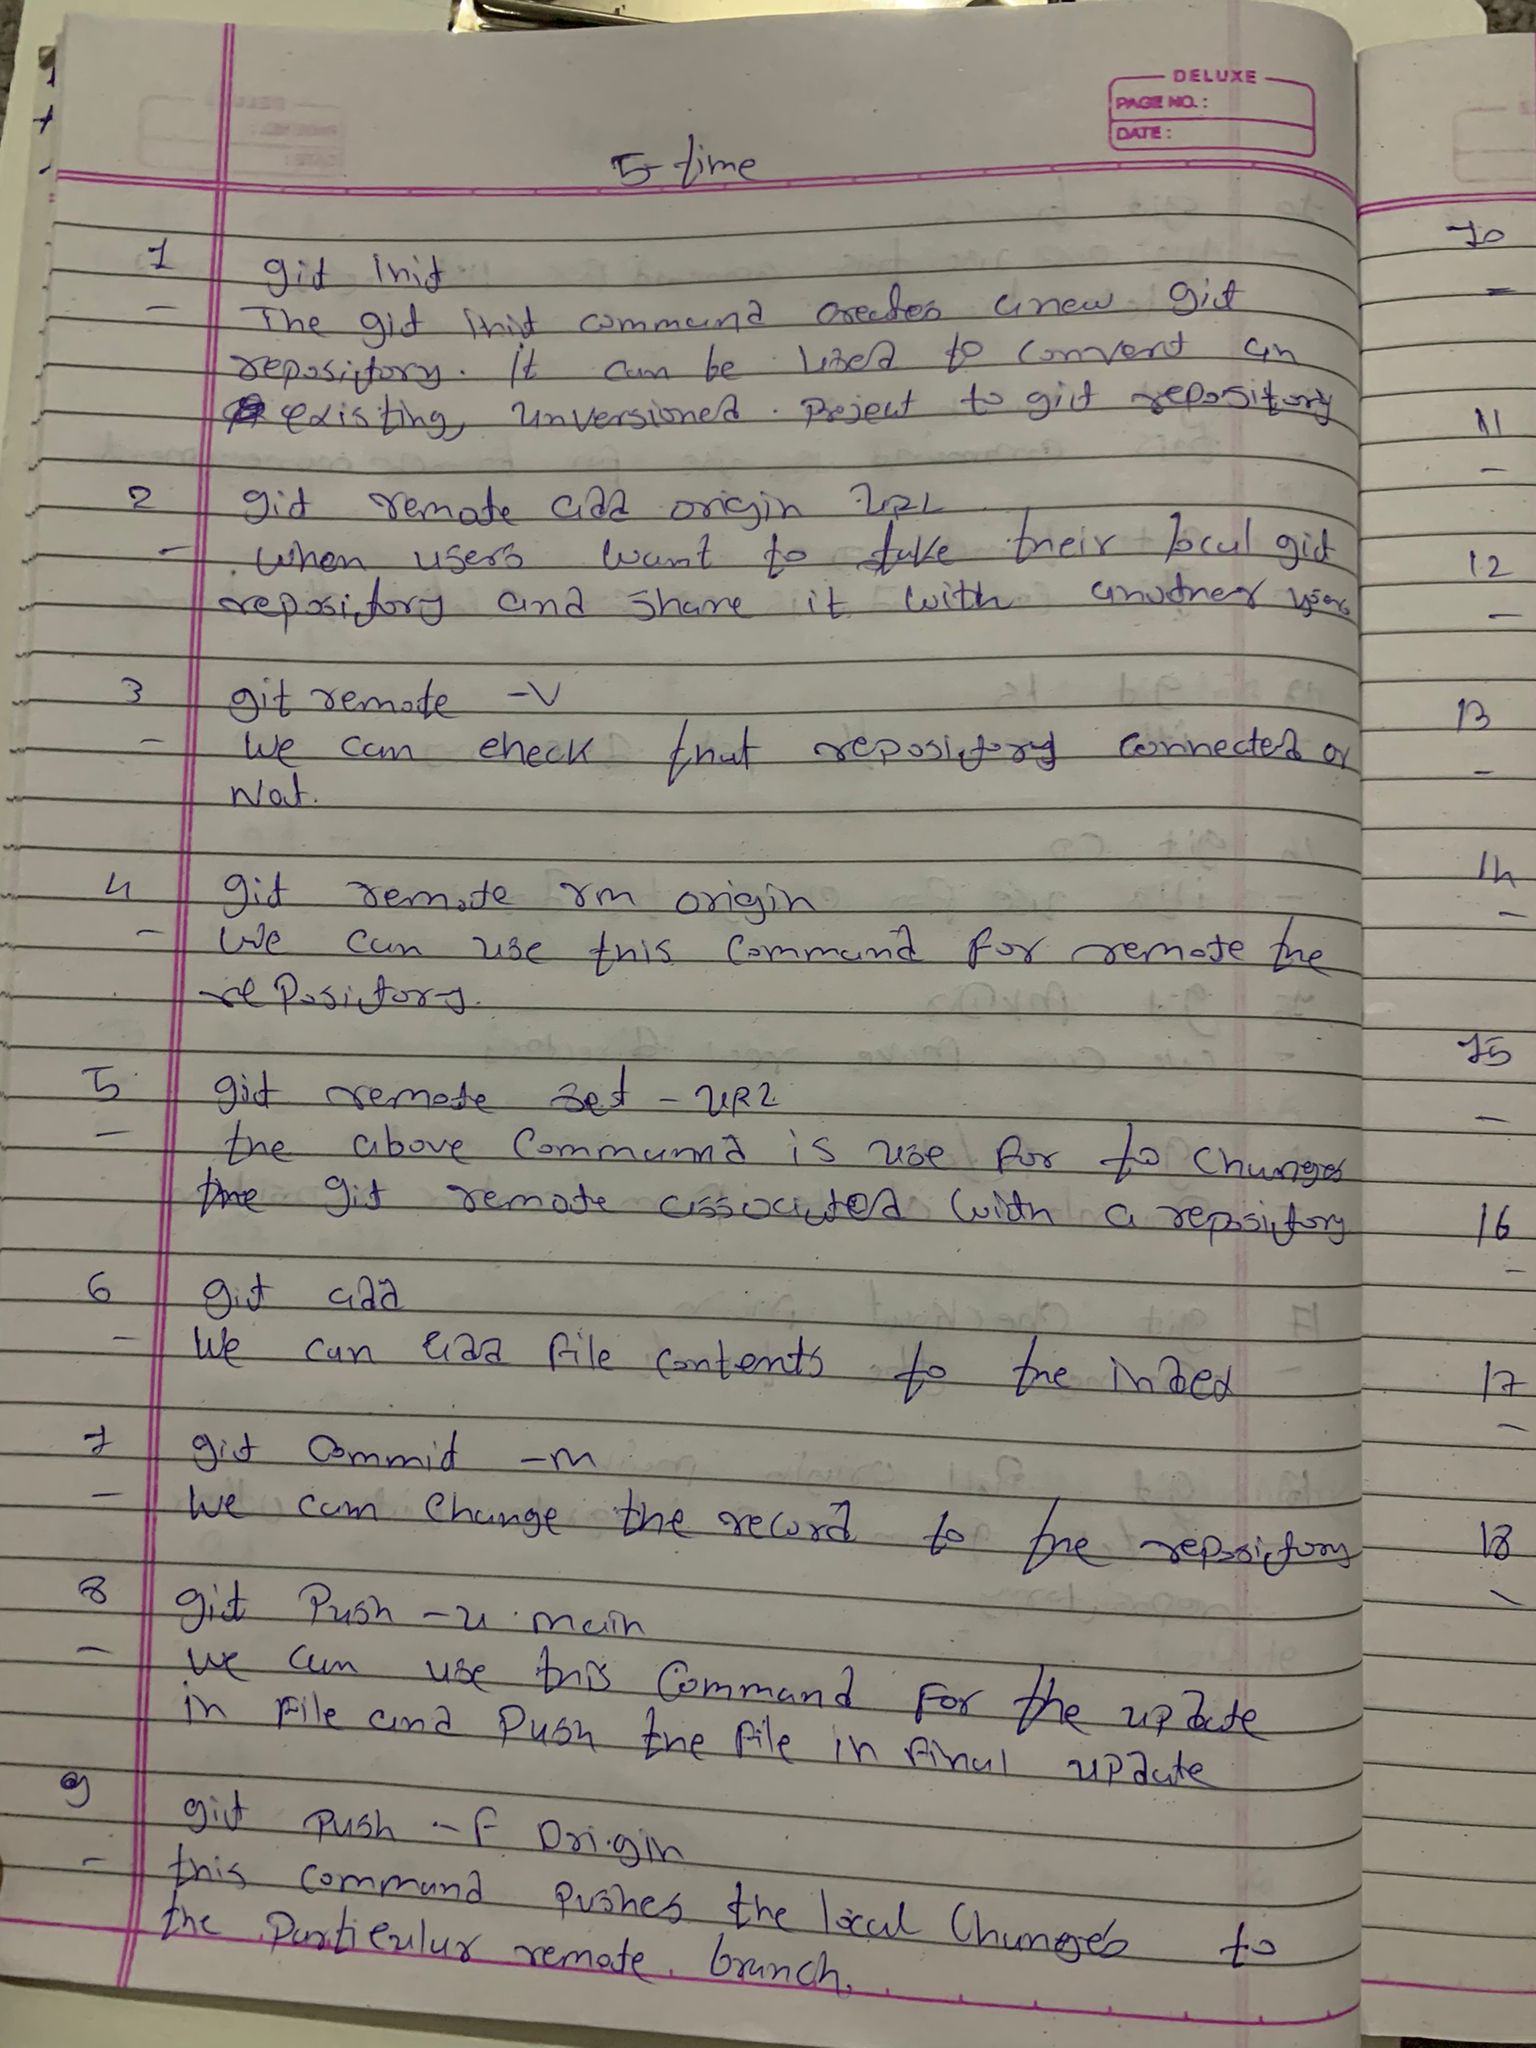 DELUXE
PAGE NO. :
DATE :
5-time
1 git init
- The git init command creates a new git
repository. It can be used to convert an
existing, unversioned. Poject to git repository
2 git remote add origin URL
- when users want to take their local git
repository and share it with another user
3 git remote -v
- We can check that repository connected or
Not.
4 git remote rm origin
- We can use this command for remote the
repository.
5 git remote set - URL
- the above Command is use for to changes
the git remote associated with a repository
6 git add
- We can add file contents to the index
7 git commit -m
- We can change the record to the repository
8 git Push -u main
- we can use this Command for the update
in file and Push the file in final update
9 git Push -f Origin
- this command pushes the local Changes to
the Particular remote branch.
10
11
-
12
-
13
-
14
-
15
-
16
-
17
-
18